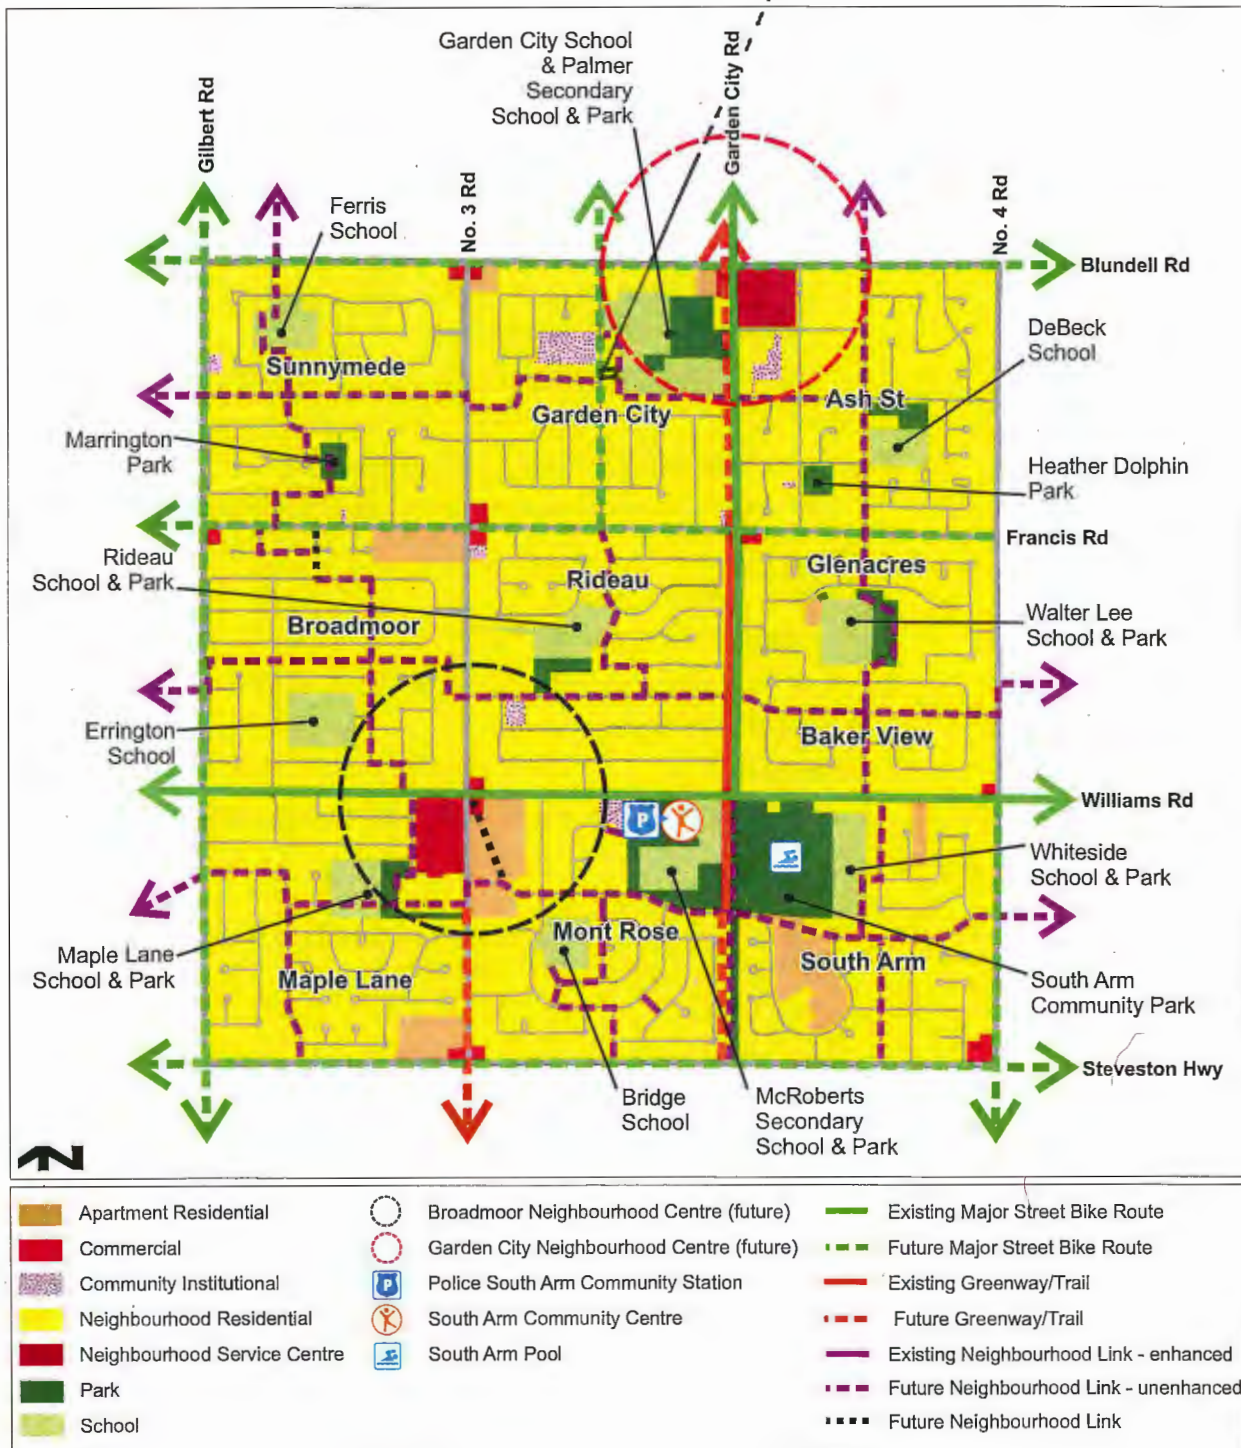 Garden City School
& Palmer
Secondary
School & Park
Garden City Rd
Gilbert Rd
No. 3 Rd
No. 4 Rd
Ferris
School
Blundell Rd
DeBeck
School
Sunnymede
Garden City
Ash St
Marrington
Park
Heather Dolphin
Park
Francis Rd
Rideau
School & Park
Rideau
Glenacres
Broadmoor
Walter Lee
School & Park
Errington
School
Baker View
Williams Rd
P
Whiteside
School & Park
Maple Lane
School & Park
Mont Rose
Maple Lane
South Arm
South Arm
Community Park
Steveston Hwy
Bridge
School
McRoberts
Secondary
School & Park
N
Apartment Residential
Commercial
Community Institutional
Neighbourhood Residential
Neighbourhood Service Centre
Park
School
Broadmoor Neighbourhood Centre (future)
Garden City Neighbourhood Centre (future)
P
Police South Arm Community Station
South Arm Community Centre
South Arm Pool
Existing Major Street Bike Route
Future Major Street Bike Route
Existing Greenway/Trail
Future Greenway/Trail
Existing Neighbourhood Link - enhanced
Future Neighbourhood Link - unenhanced
Future Neighbourhood Link